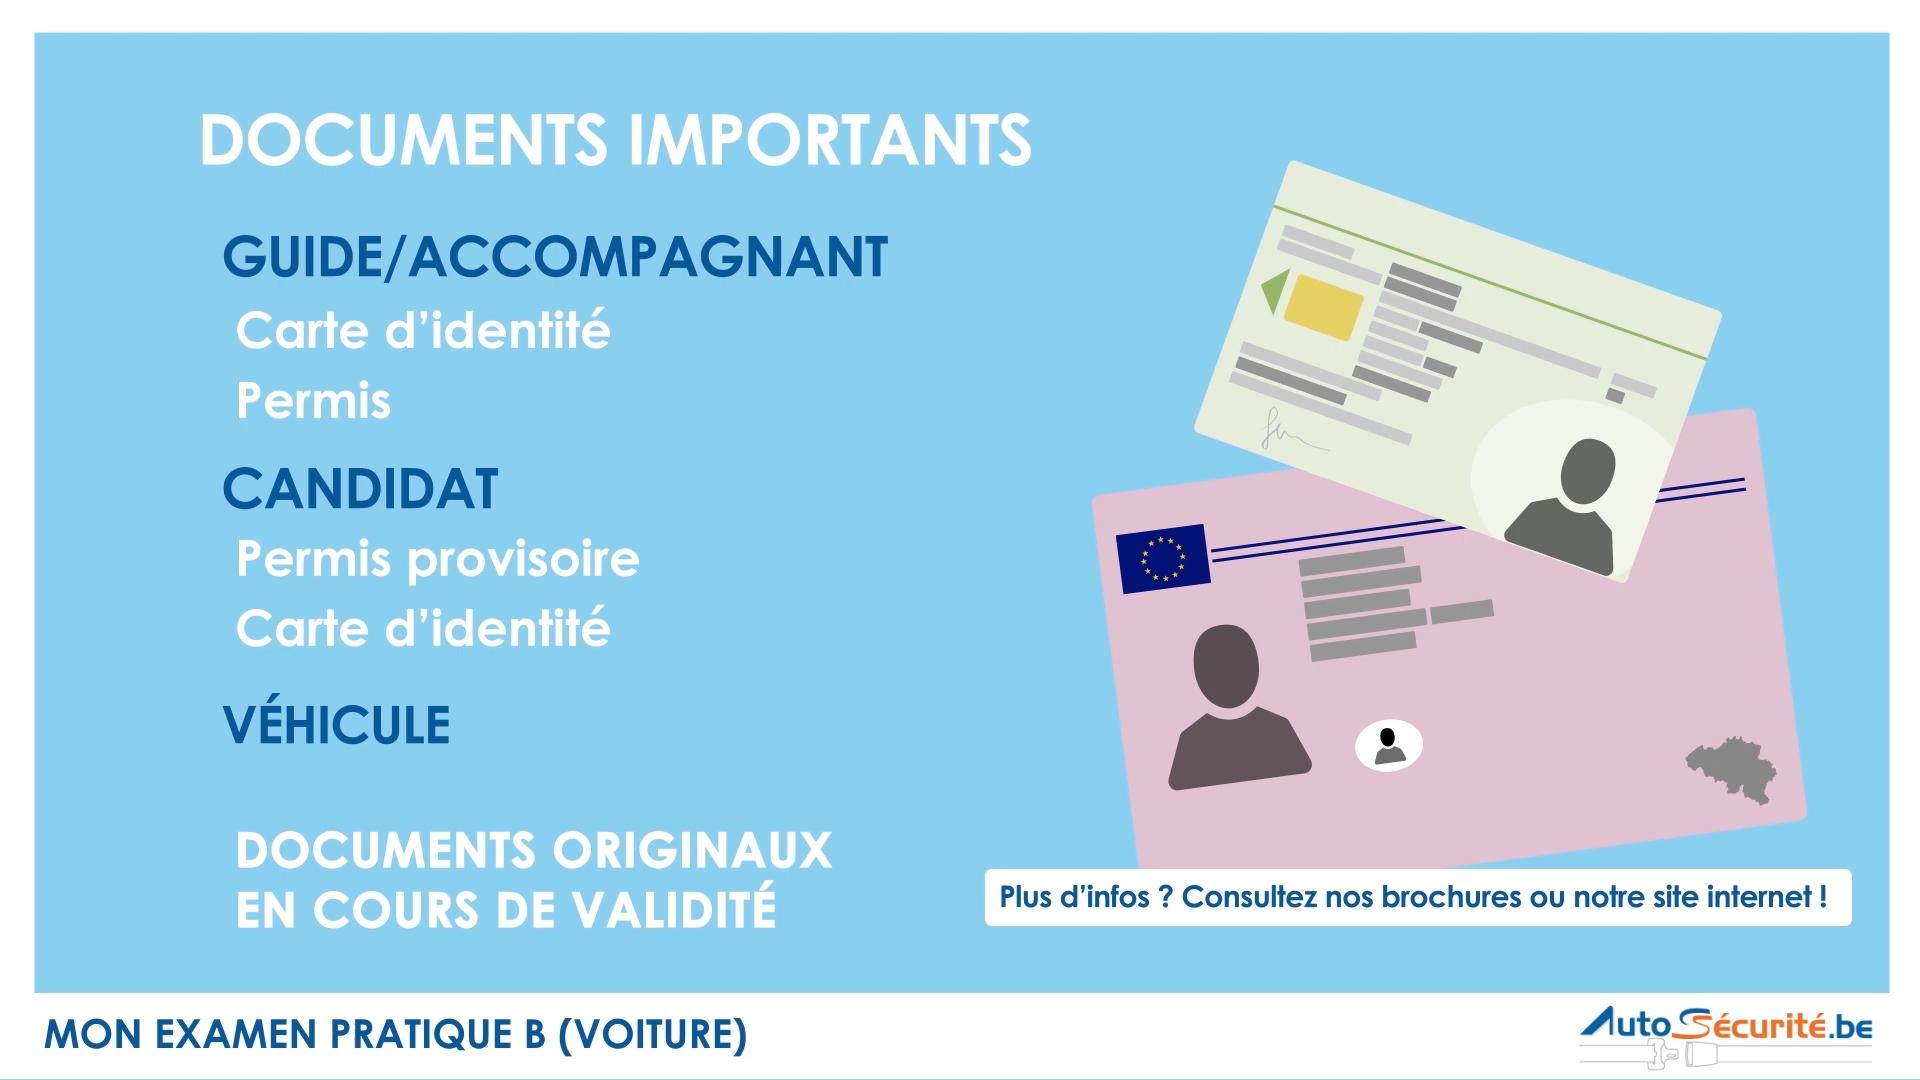 DOCUMENTS IMPORTANTS
GUIDE/ACCOMPAGNANT
Carte d’identité
Permis
CANDIDAT
Permis provisoire
Carte d’identité
VÉHICULE
DOCUMENTS ORIGINAUX
EN COURS DE VALIDITÉ
Plus d’infos ? Consultez nos brochures ou notre site internet !
MON EXAMEN PRATIQUE B (VOITURE)
AutoSécurité.be